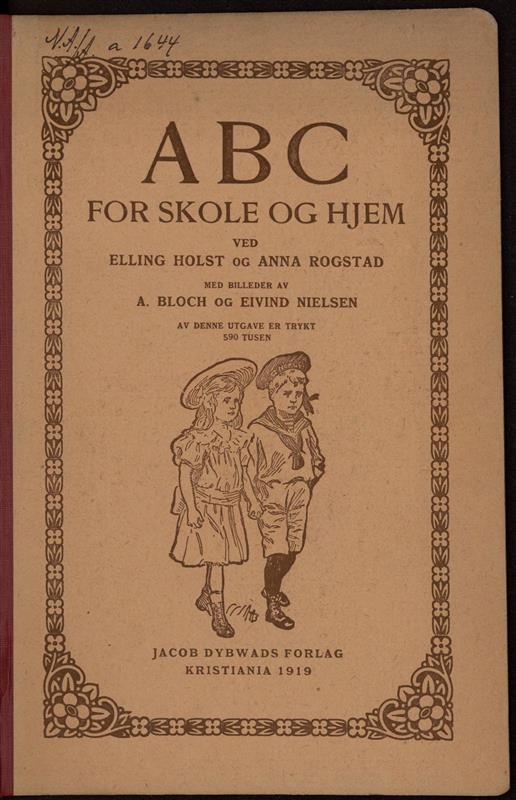 a 1644
ABC
FOR SKOLE OG HJEM
VED
ELLING HOLST OG ANNA ROGSTAD
MED BILLEDER AV
A. BLOCH OG EIVIND NIELSEN
AV DENNE UTGAVE ER TRYKT
590 TUSEN
JACOB DYBWADS FORLAG
KRISTIANIA 1919